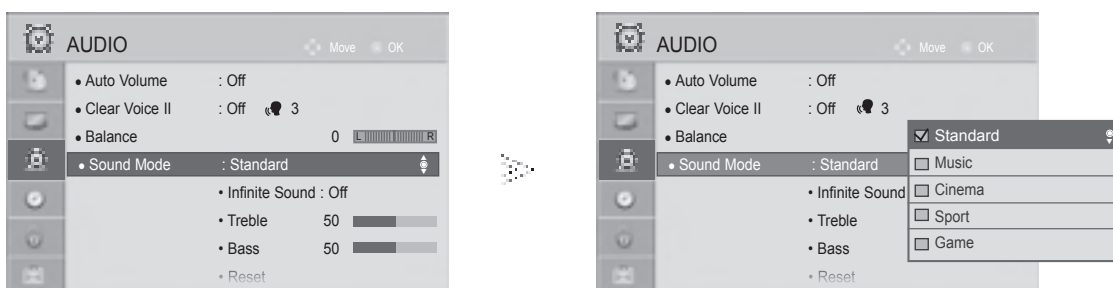 AUDIO Move OK
• Auto Volume : Off
• Clear Voice II : Off 3
• Balance 0 L R
• Sound Mode : Standard
• Infinite Sound : Off
• Treble 50
• Bass 50
• Reset
AUDIO Move OK
• Auto Volume : Off
• Clear Voice II : Off 3
• Balance
• Sound Mode : Standard
• Infinite Sound
• Treble
• Bass
• Reset
Standard
Music
Cinema
Sport
Game